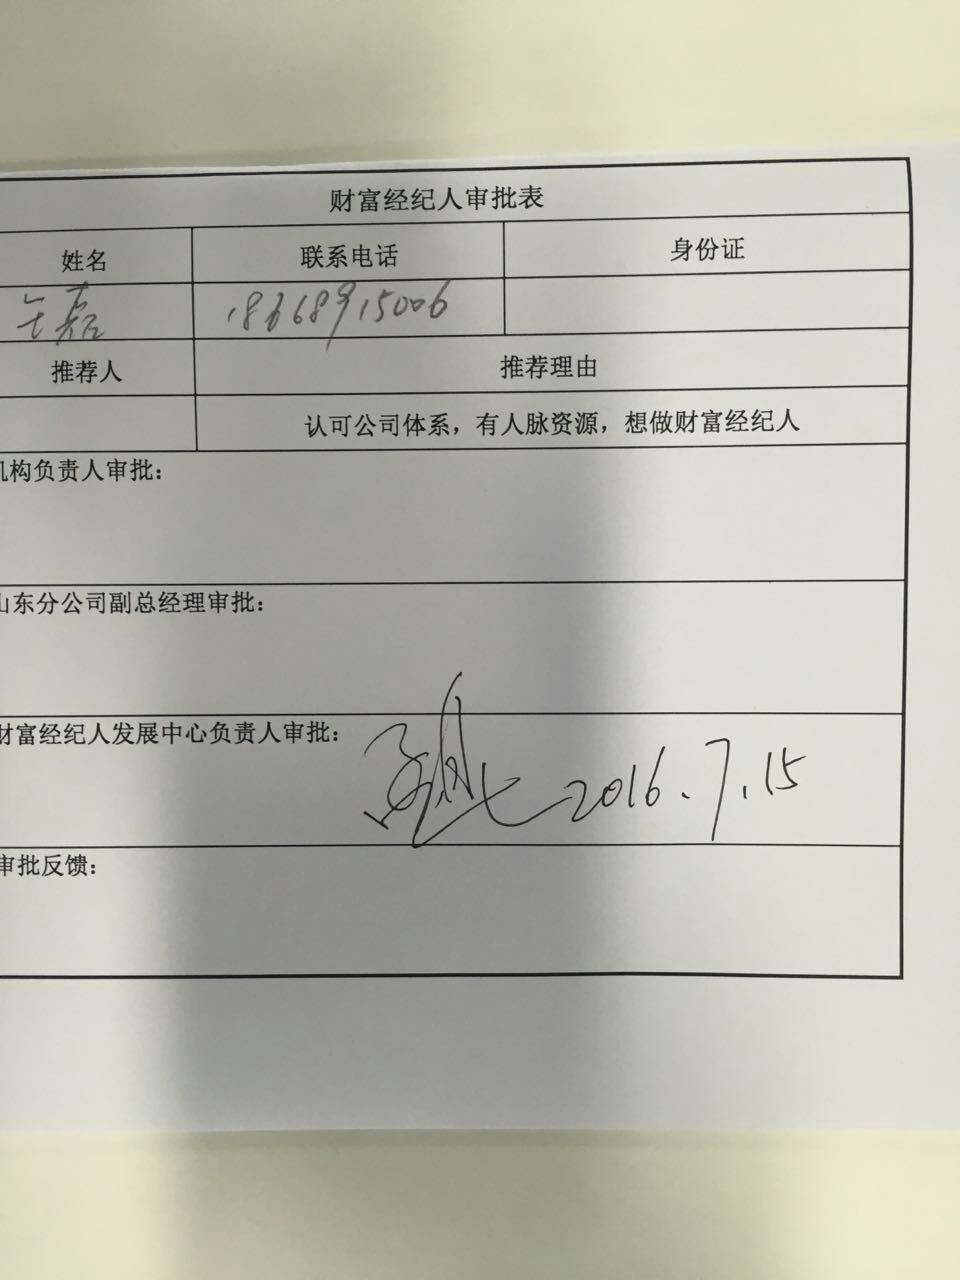 财富经纪人审批表
姓名 联系电话 身份证
18668915006
推荐人 推荐理由
认可公司体系，有人脉资源，想做财富经纪人
机构负责人审批：
山东分公司副总经理审批：
财富经纪人发展中心负责人审批：
2016.7.15
审批反馈：